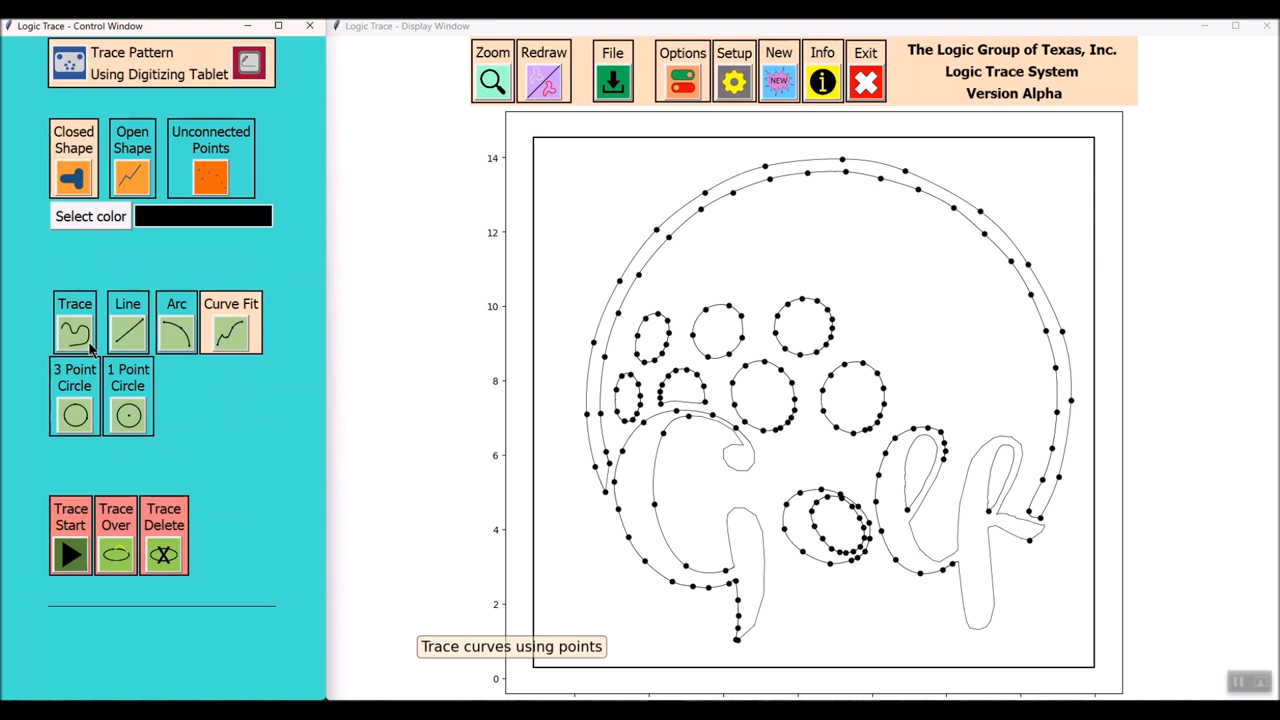 Logic Trace - Control Window
Logic Trace - Display Window
Trace Pattern
Using Digitizing Tablet
Closed
Shape
Open
Shape
Unconnected
Points
Select color
Trace
Line
Arc
Curve Fit
3 Point
Circle
1 Point
Circle
Trace
Start
Trace
Over
Trace
Delete
Zoom
Redraw
File
Options
Setup
New
NEW
Info
Exit
The Logic Group of Texas, Inc.
Logic Trace System
Version Alpha
14
12
10
8
6
4
2
0
Golf
Trace curves using points